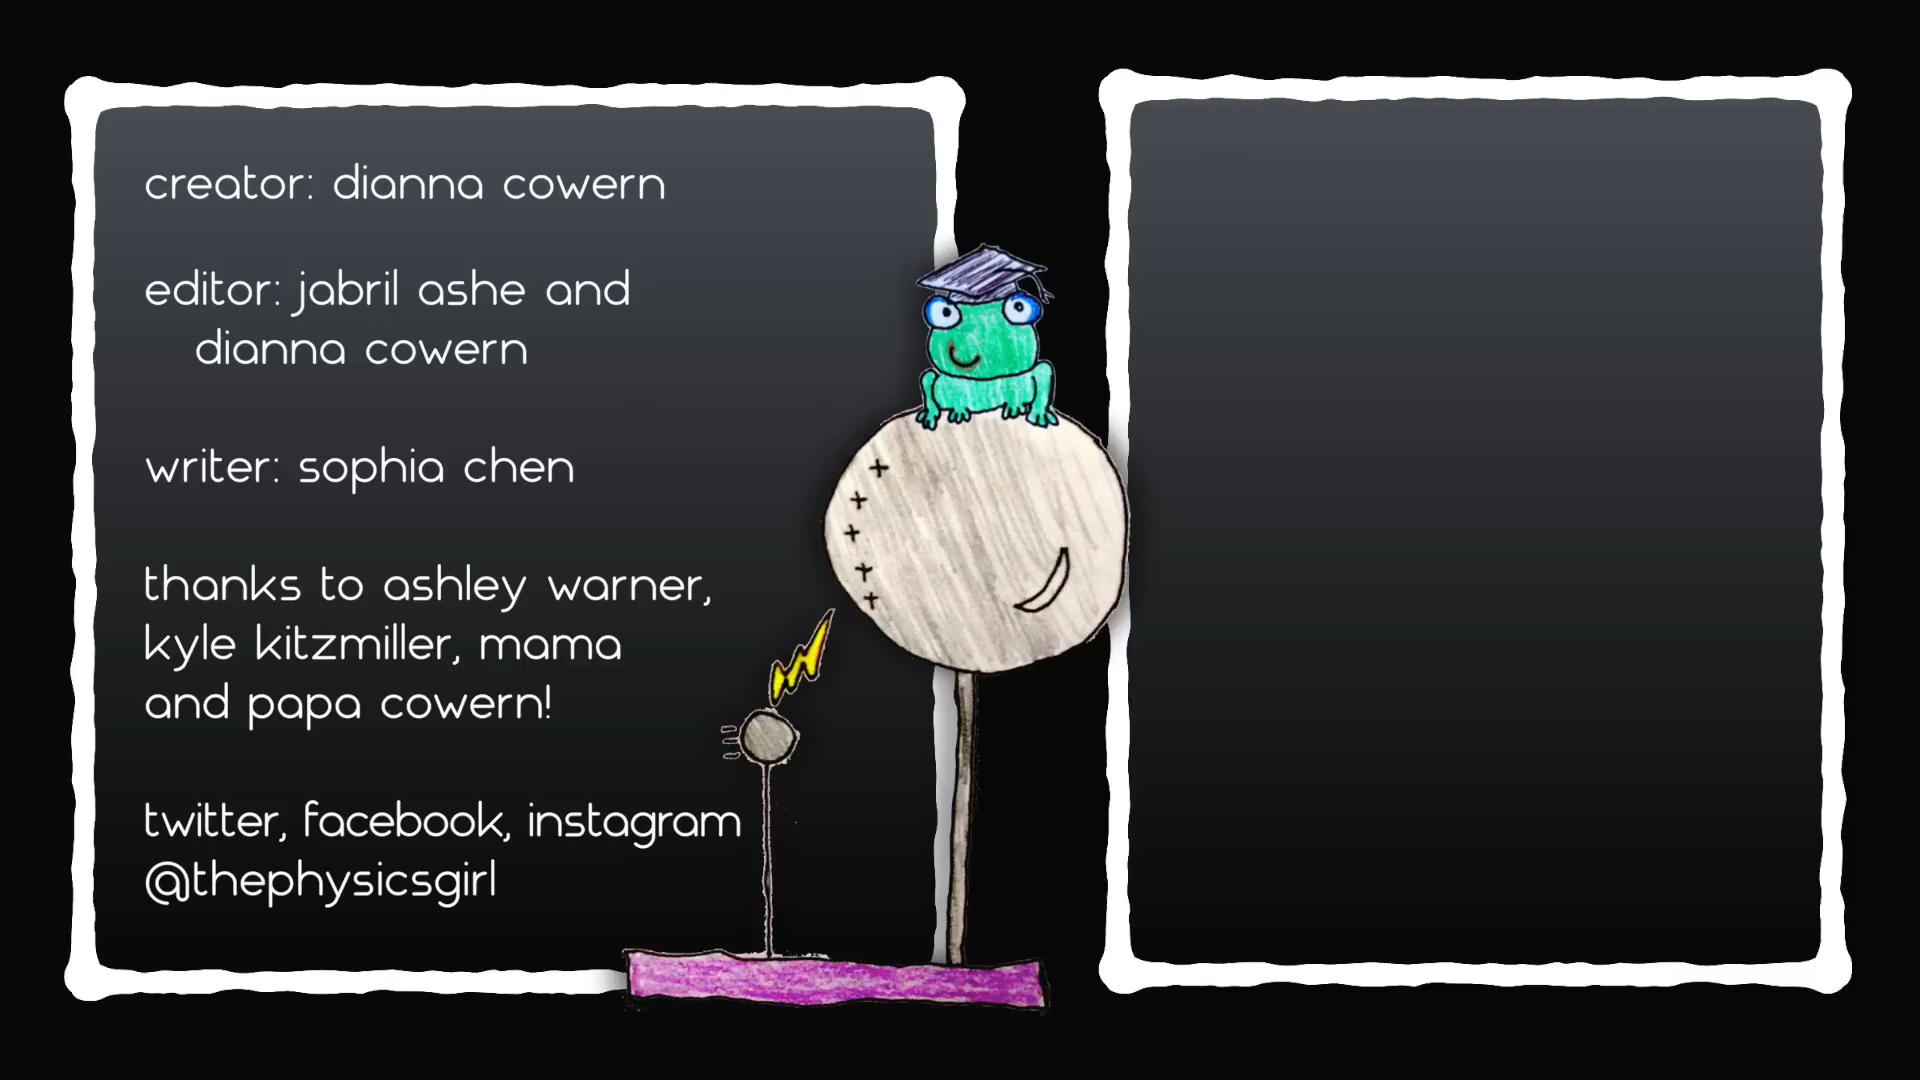 creator: dianna cowern
editor: jabril ashe and
dianna cowern
writer: sophia chen
thanks to ashley warner,
kyle kitzmiller, mama
and papa cowern!
twitter, facebook, instagram
@thephysicsgirl
+
+
+
+
+